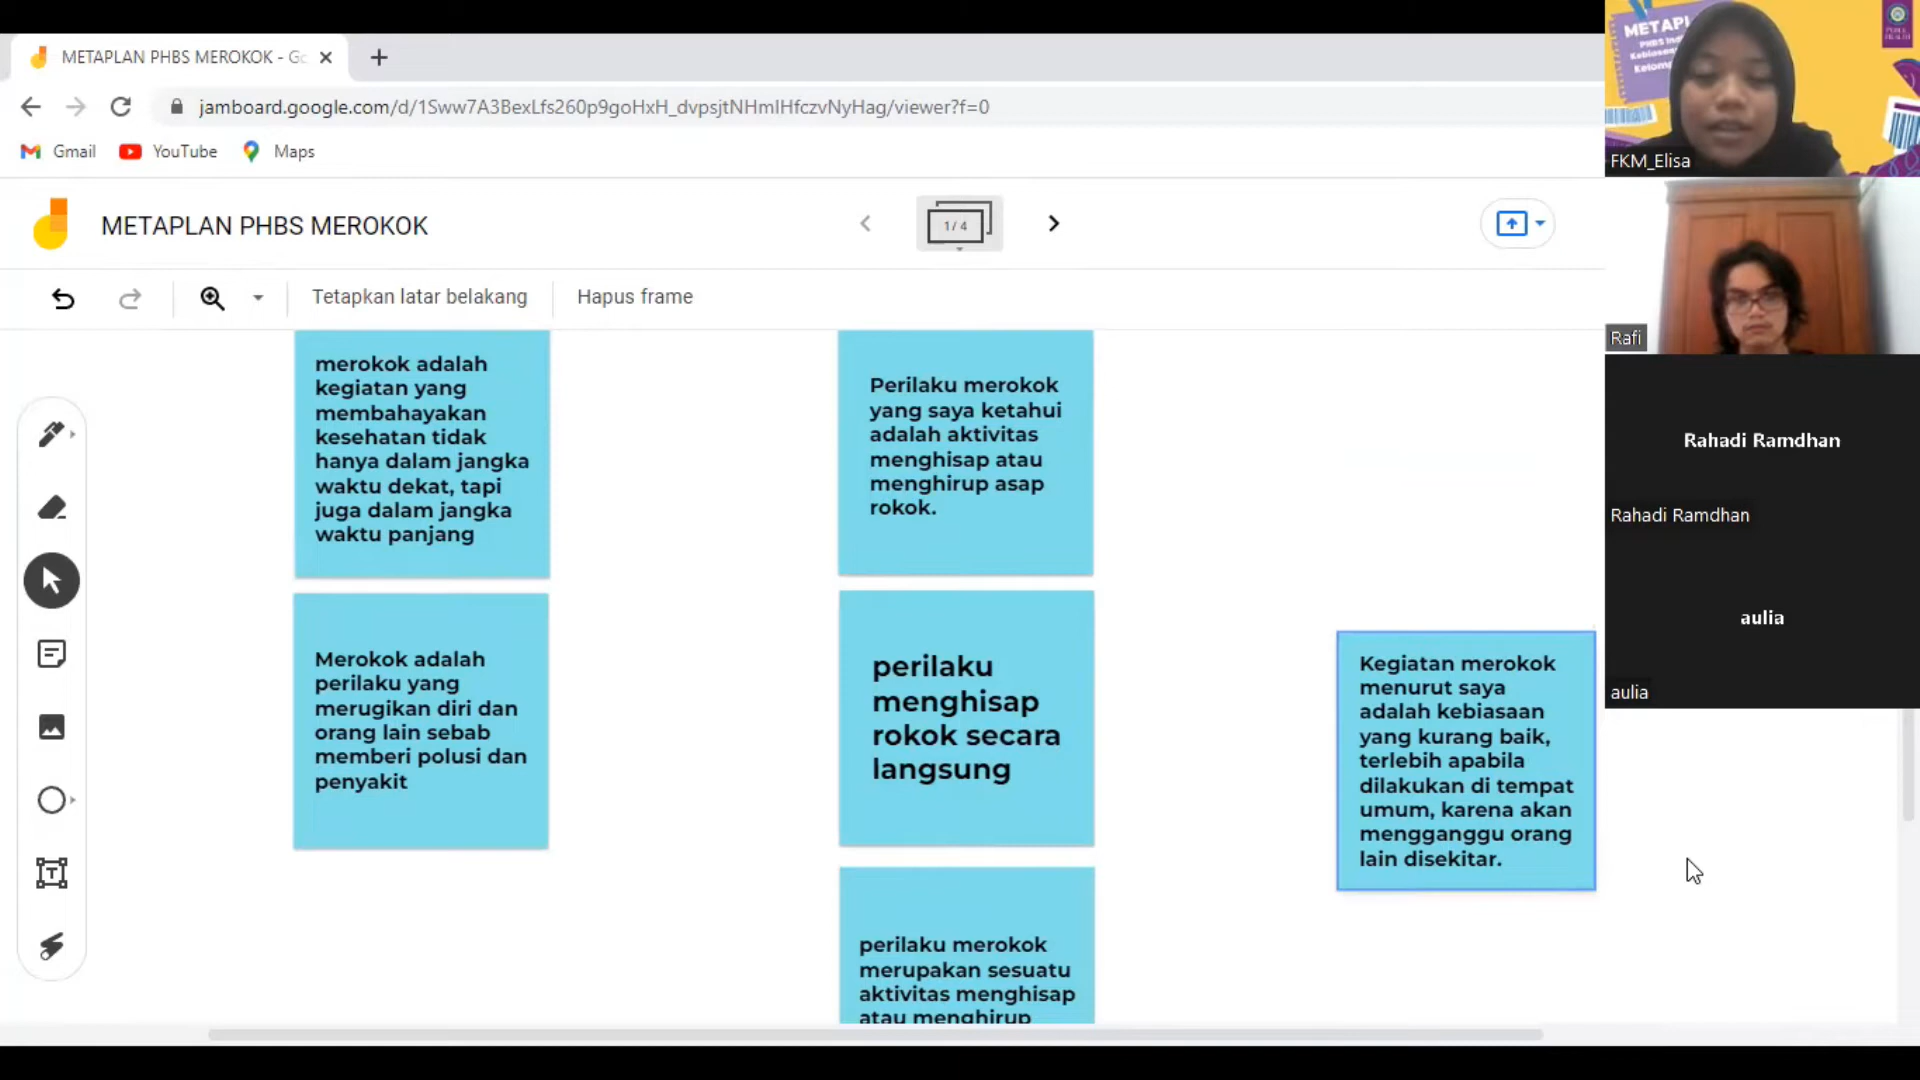 METAPLAN PHBS MEROKOK - Go
jamboard.google.com/d/1Sww7A3BexLfs260p9goHxH_dvpsjtNHmIHfczvNyHag/viewer?f=0
Gmail
YouTube
Maps
METAPLAN PHBS MEROKOK
1/4
Tetapkan latar belakang
Hapus frame
merokok adalah
kegiatan yang
membahayakan
kesehatan tidak
hanya dalam jangka
waktu dekat, tapi
juga dalam jangka
waktu panjang
Perilaku merokok
yang saya ketahui
adalah aktivitas
menghisap atau
menghirup asap
rokok.
Merokok adalah
perilaku yang
merugikan diri dan
orang lain sebab
memberi polusi dan
penyakit
perilaku
menghisap
rokok secara
langsung
Kegiatan merokok
menurut saya
adalah kebiasaan
yang kurang baik,
terlebih apabila
dilakukan di tempat
umum, karena akan
mengganggu orang
lain disekitar.
perilaku merokok
merupakan sesuatu
aktivitas menghisap
atau menghirup
METAPL
PHBS
FKM_Elisa
Rafi
Rahadi Ramdhan
Rahadi Ramdhan
aulia
aulia